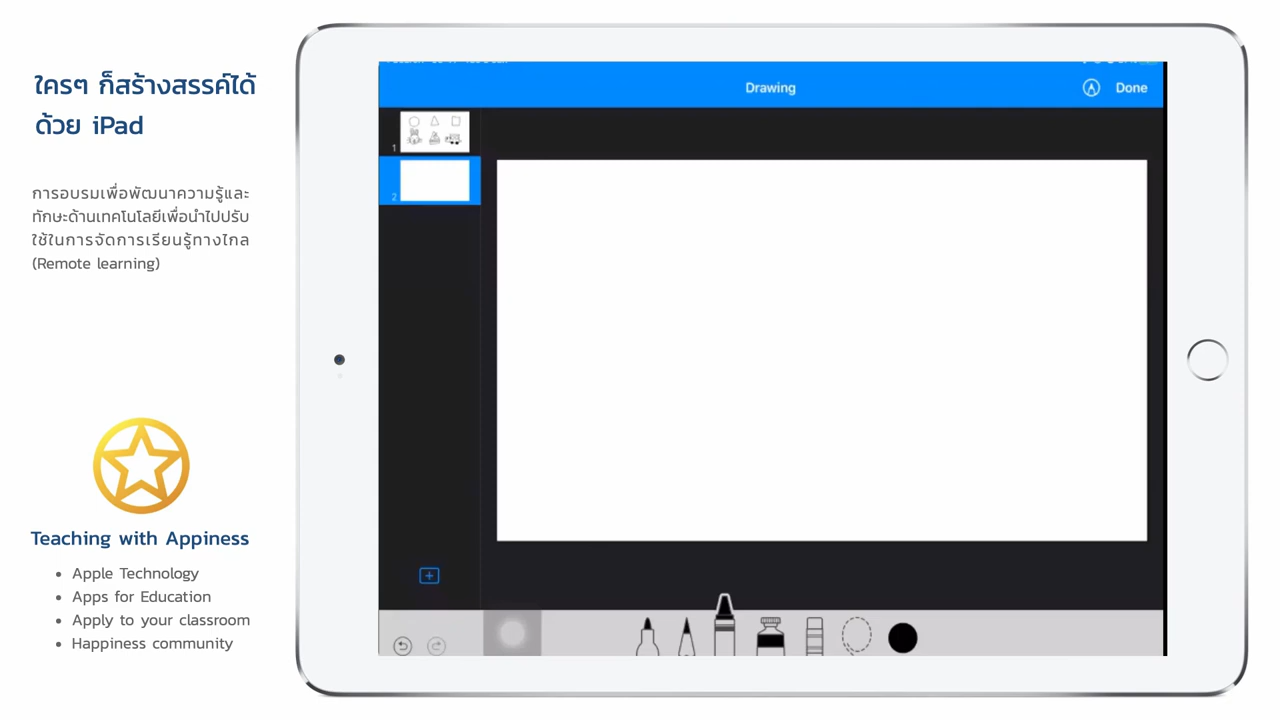 ใครๆ ก็สร้างสรรค์ได้
ด้วย iPad
การอบรมเพื่อพัฒนาความรู้และ
ทักษะด้านเทคโนโลยีเพื่อนำไปปรับ
ใช้ในการจัดการเรียนรู้ทางไกล
(Remote learning)
Teaching with Appiness
• Apple Technology
• Apps for Education
• Apply to your classroom
• Happiness community
Drawing
Done
1
2